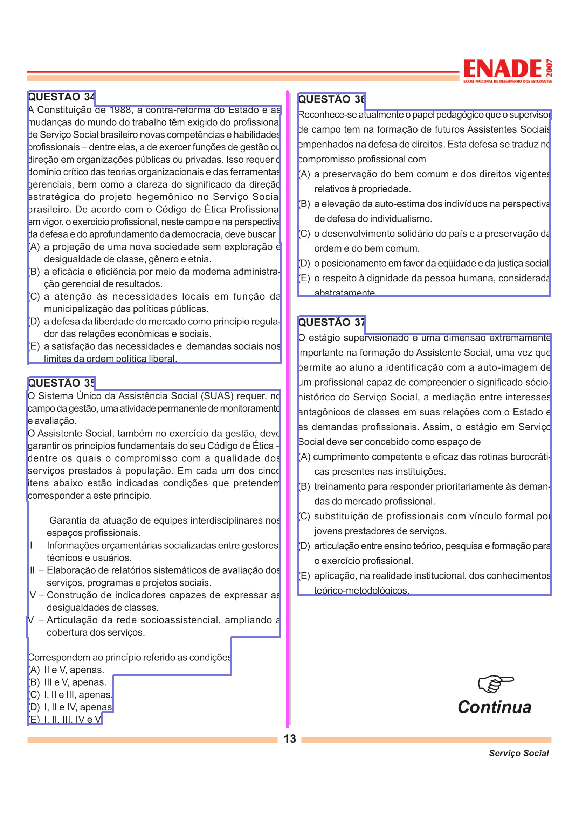 ENADE 2007
EXAME NACIONAL DE DESEMPENHO DOS ESTUDANTES
QUESTÃO 34
A Constituição de 1988, a contra-reforma do Estado e as
mudanças do mundo do trabalho têm exigido do profissional
de Serviço Social brasileiro novas competências e habilidades
profissionais – dentre elas, a de exercer funções de gestão ou
direção em organizações públicas ou privadas. Isso requer o
domínio crítico das teorias organizacionais e das ferramentas
gerenciais, bem como a clareza do significado da direção
estratégica do projeto hegemônico no Serviço Social
brasileiro. De acordo com o Código de Ética Profissional
em vigor, o exercício profissional, neste campo e na perspectiva
da defesa e do aprofundamento da democracia, deve buscar
(A) a projeção de uma nova sociedade sem exploração e
desigualdade de classe, gênero e etnia.
(B) a eficácia e eficiência por meio da moderna administra-
ção gerencial de resultados.
(C) a atenção às necessidades locais em função da
municipalização das políticas públicas.
(D) a defesa da liberdade do mercado como princípio regula-
dor das relações econômicas e sociais.
(E) a satisfação das necessidades e demandas sociais nos
limites da ordem política liberal.
QUESTÃO 35
O Sistema Único da Assistência Social (SUAS) requer, no
campo da gestão, uma atividade permanente de monitoramento
e avaliação.
O Assistente Social, também no exercício da gestão, deve
garantir os princípios fundamentais do seu Código de Ética -
dentre os quais o compromisso com a qualidade dos
serviços prestados à população. Em cada um dos cinco
itens abaixo estão indicadas condições que pretendem
corresponder a este princípio.
Garantia da atuação de equipes interdisciplinares nos
espaços profissionais.
II Informações orçamentárias socializadas entre gestores,
técnicos e usuários.
III – Elaboração de relatórios sistemáticos de avaliação dos
serviços, programas e projetos sociais.
IV – Construção de indicadores capazes de expressar as
desigualdades de classes.
V – Articulação da rede socioassistencial, ampliando a
cobertura dos serviços.
Correspondem ao princípio referido as condições
(A) II e V, apenas.
(B) III e V, apenas.
(C) I, II e III, apenas.
(D) I, II e IV, apenas.
(E) I, II, III, IV e V.
QUESTÃO 36
Reconhece-se atualmente o papel pedagógico que o supervisor
de campo tem na formação de futuros Assistentes Sociais
empenhados na defesa de direitos. Esta defesa se traduz no
compromisso profissional com
(A) a preservação do bem comum e dos direitos vigentes
relativos à propriedade.
(B) a elevação da auto-estima dos indivíduos na perspectiva
de defesa do individualismo.
(C) o desenvolvimento solidário do país e a preservação da
ordem e do bem comum.
(D) o posicionamento em favor da eqüidade e da justiça social.
(E) o respeito à dignidade da pessoa humana, considerada
abstratamente.
QUESTÃO 37
O estágio supervisionado é uma dimensão extremamente
importante na formação do Assistente Social, uma vez que
permite ao aluno a identificação com a auto-imagem de
um profissional capaz de compreender o significado sócio-
histórico do Serviço Social, a mediação entre interesses
antagônicos de classes em suas relações com o Estado e
as demandas profissionais. Assim, o estágio em Serviço
Social deve ser concebido como espaço de
(A) cumprimento competente e eficaz das rotinas burocráti-
cas presentes nas instituições.
(B) treinamento para responder prioritariamente às deman-
das do mercado profissional.
(C) substituição de profissionais com vínculo formal por
jovens prestadores de serviços.
(D) articulação entre ensino teórico, pesquisa e formação para
o exercício profissional.
(E) aplicação, na realidade institucional, dos conhecimentos
teórico-metodológicos.
Continua
13
Serviço Social